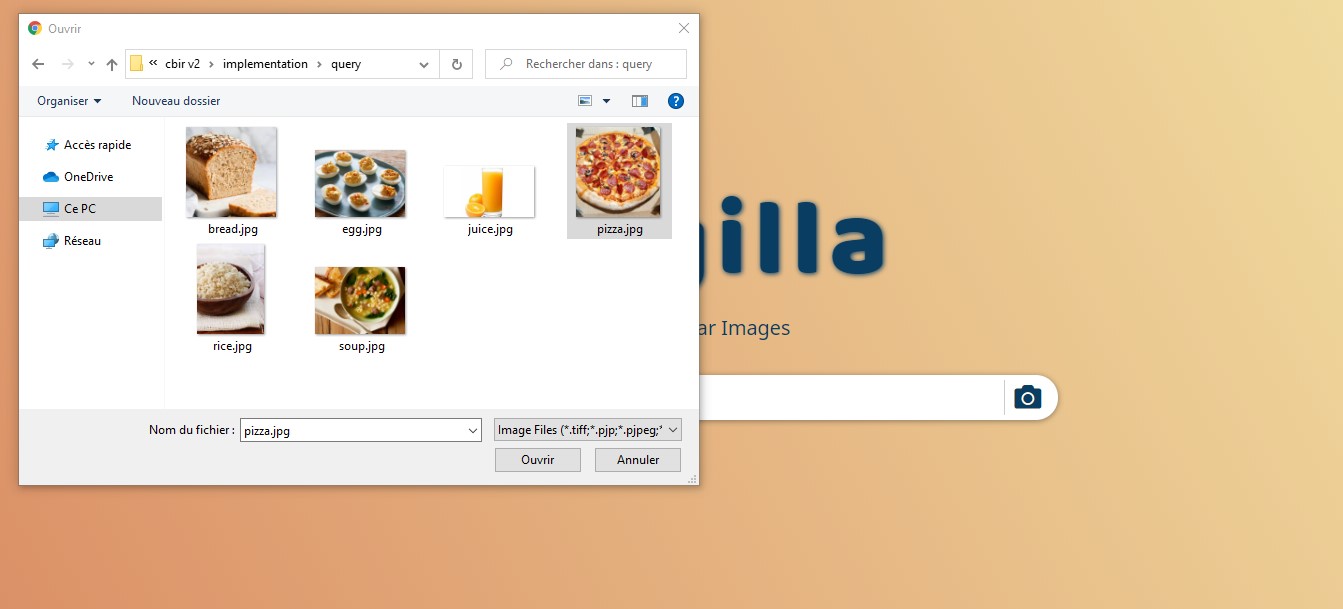 Ouvrir
« cbir v2 › implementation › query
Rechercher dans : query
Organiser
Nouveau dossier
?
Accès rapide
OneDrive
Ce PC
Réseau
bread.jpg
egg.jpg
juice.jpg
pizza.jpg
rice.jpg
soup.jpg
illa
Images
Nom du fichier :
pizza.jpg
Image Files (*.tiff;*.pjp;*.pjpeg;*
Ouvrir
Annuler